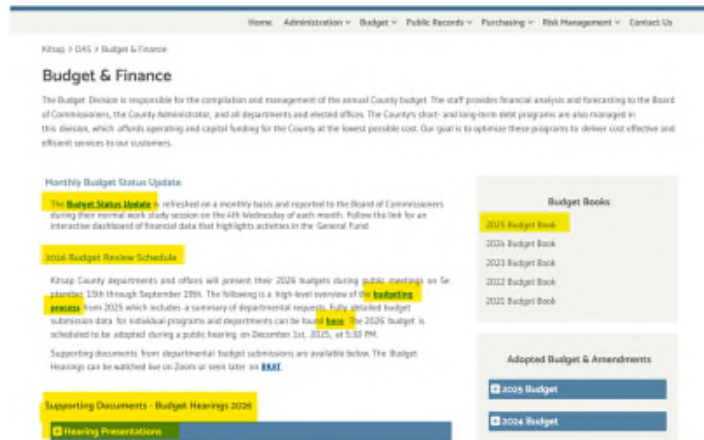 Home Administration Budget Public Records Purchasing Risk Management Contact Us
Kitsap > DAS > Budget & Finance
Budget & Finance
The Budget Division is responsible for the compilation and management of the annual County budget. The staff provides financial analysis and forecasting to the Board
of Commissioners, the County Administrator, and all departments and elected offices. The County's short- and long-term debt programs are also managed in
this division, which affords operating and capital funding for the County at the lowest possible cost. Our goal is to optimize these programs to deliver cost effective and
efficient services to our customers.
Monthly Budget Status Update
The Budget Status Update is refreshed on a monthly basis and reported to the Board of Commissioners
during their normal work study session on the 4th Wednesday of each month. Follow the link for an
interactive dashboard of financial data that highlights activities in the General Fund.
2026 Budget Review Schedule
Kitsap County departments and offices will present their 2026 budgets during public meetings on Se
ptember 15th through September 19th. The following is a high-level overview of the budgeting
process from 2025 which includes a summary of departmental requests. Fully detailed budget
submission data for individual programs and departments can be found here. The 2026 budget is
scheduled to be adopted during a public hearing on December 1st, 2025, at 5:30 PM.
Supporting documents from departmental budget submissions are available below. The Budget
Hearings can be watched live on Zoom or seen later on BKAT.
Supporting Documents - Budget Hearings 2026
Hearing Presentations
Budget Books
2025 Budget Book
2024 Budget Book
2023 Budget Book
2022 Budget Book
2021 Budget Book
Adopted Budget & Amendments
2025 Budget
2024 Budget